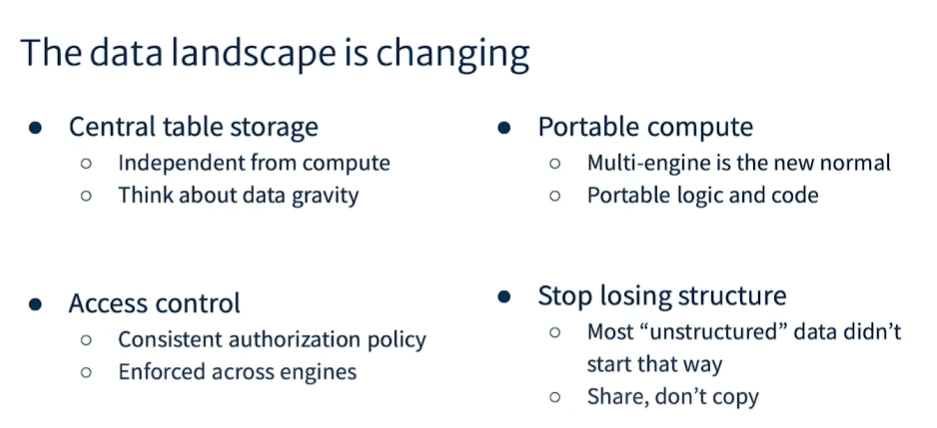 The data landscape is changing
● Central table storage
○ Independent from compute
○ Think about data gravity
● Portable compute
○ Multi-engine is the new normal
○ Portable logic and code
● Access control
○ Consistent authorization policy
○ Enforced across engines
● Stop losing structure
○ Most “unstructured” data didn’t
start that way
○ Share, don’t copy